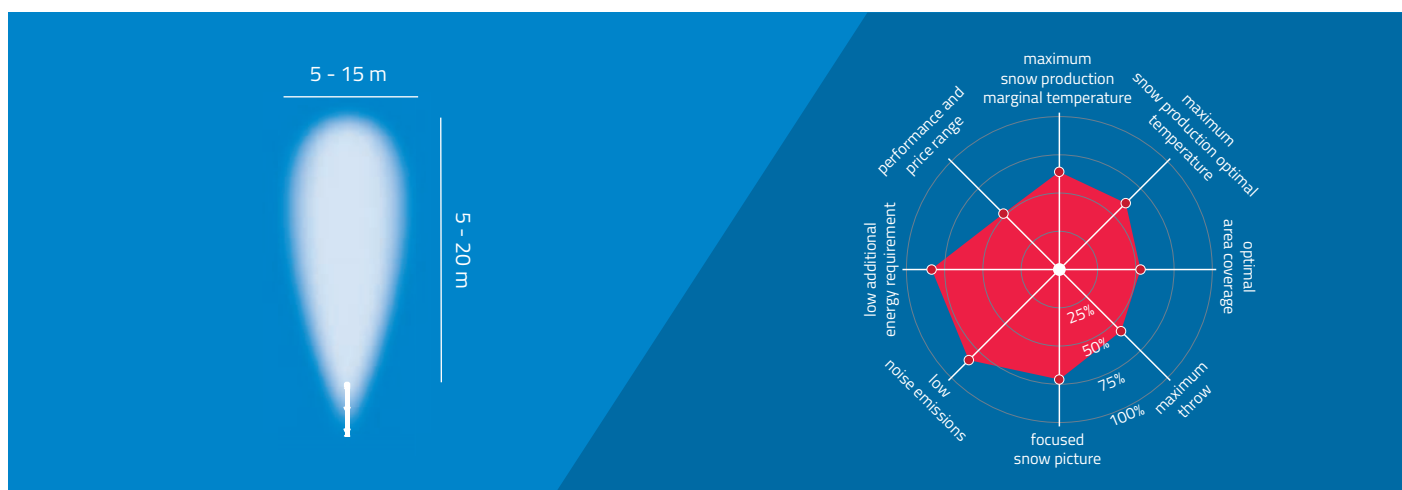 5 - 15 m
5 - 20 m
maximum
snow production
marginal temperature
maximum
snow production optimal
temperature
optimal
area coverage
maximum
throw
focused
snow picture
low
noise emissions
low additional
energy requirement
performance and
price range
25%
50%
75%
100%